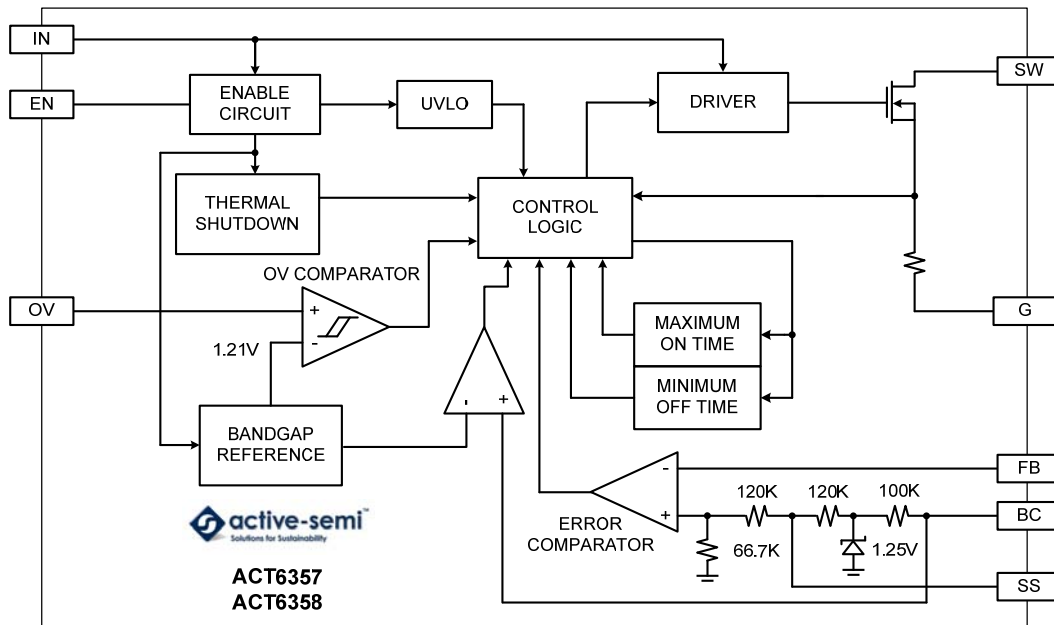 IN
EN
ENABLE
CIRCUIT
UVLO
DRIVER
SW
THERMAL
SHUTDOWN
CONTROL
LOGIC
OV COMPARATOR
OV
+
-
1.21V
G
MAXIMUM
ON TIME
MINIMUM
OFF TIME
-
+
BANDGAP
REFERENCE
FB
-
+
120K
120K
100K
BC
ERROR
COMPARATOR
66.7K
1.25V
SS
active-semi™
Solutions for Sustainability
ACT6357
ACT6358